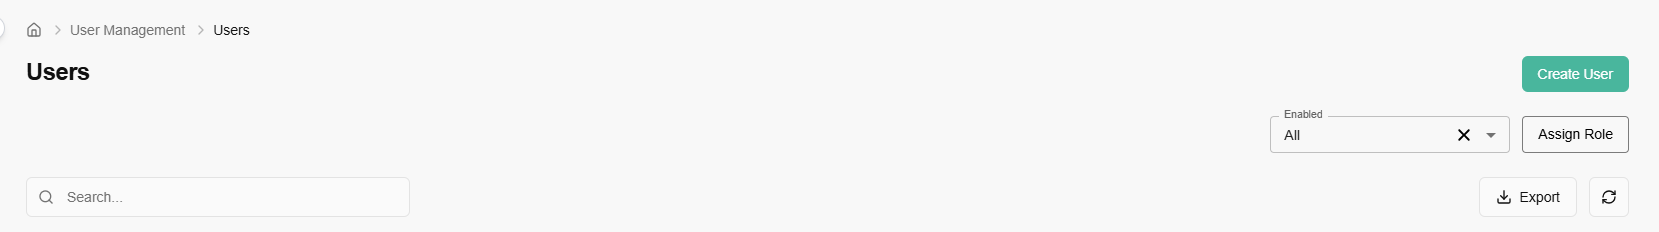 User Management Users
Users
Create User
Enabled
All
Assign Role
Search...
Export